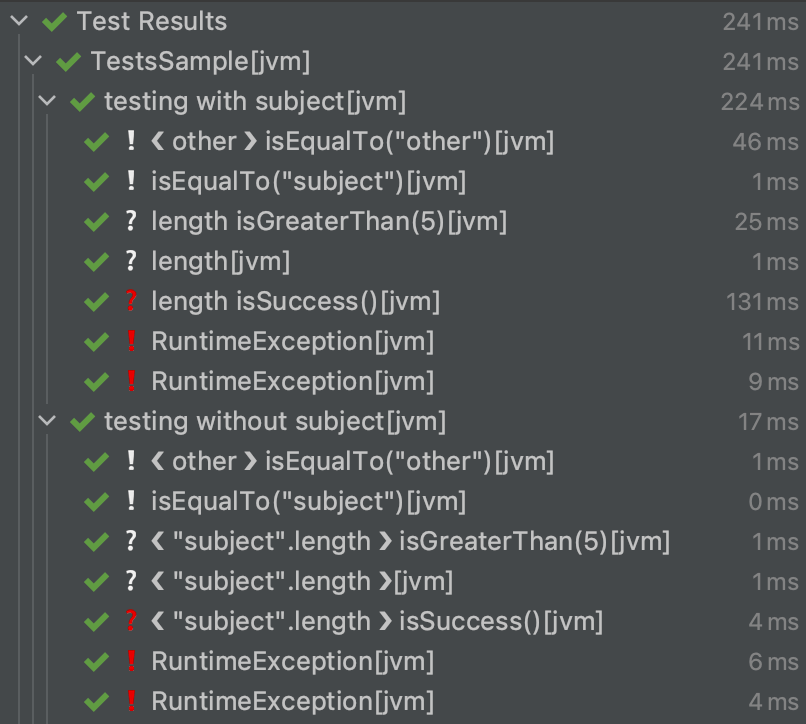 Test Results 241 ms
TestsSample[jvm] 241 ms
testing with subject[jvm] 224 ms
! ❮ other ❯ isEqualTo("other")[jvm] 46 ms
! isEqualTo("subject")[jvm] 1 ms
? length isGreaterThan(5)[jvm] 25 ms
? length[jvm] 1 ms
? length isSuccess()[jvm] 131 ms
! RuntimeException[jvm] 11 ms
! RuntimeException[jvm] 9 ms
testing without subject[jvm] 17 ms
! ❮ other ❯ isEqualTo("other")[jvm] 1 ms
! isEqualTo("subject")[jvm] 0 ms
? ❮ "subject".length ❯ isGreaterThan(5)[jvm] 1 ms
? ❮ "subject".length ❯[jvm] 1 ms
? ❮ "subject".length ❯ isSuccess()[jvm] 4 ms
! RuntimeException[jvm] 6 ms
! RuntimeException[jvm] 4 ms